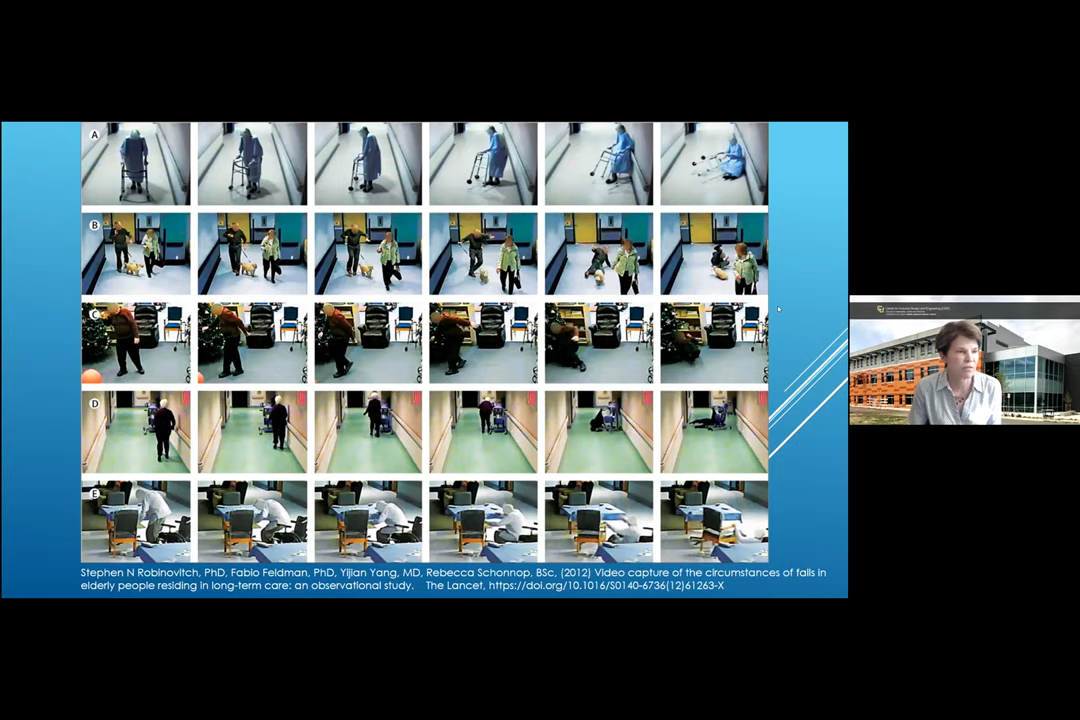 A
B
C
D
E
Stephen N Robinovitch, PhD, Fabio Feldman, PhD, Yijian Yang, MD, Rebecca Schonnop, BSc, (2012) Video capture of the circumstances of falls in
elderly people residing in long-term care: an observational study. The Lancet, https://doi.org/10.1016/S0140-6736(12)61263-X